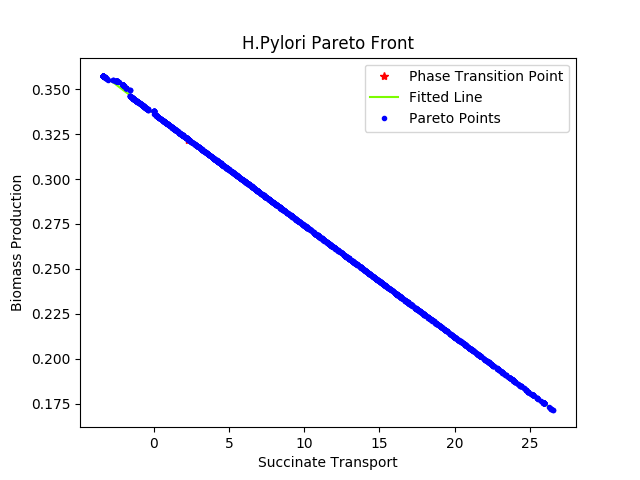 H.Pylori Pareto Front
Phase Transition Point
Fitted Line
Pareto Points
Biomass Production
0.350
0.325
0.300
0.275
0.250
0.225
0.200
0.175
0 5 10 15 20 25
Succinate Transport